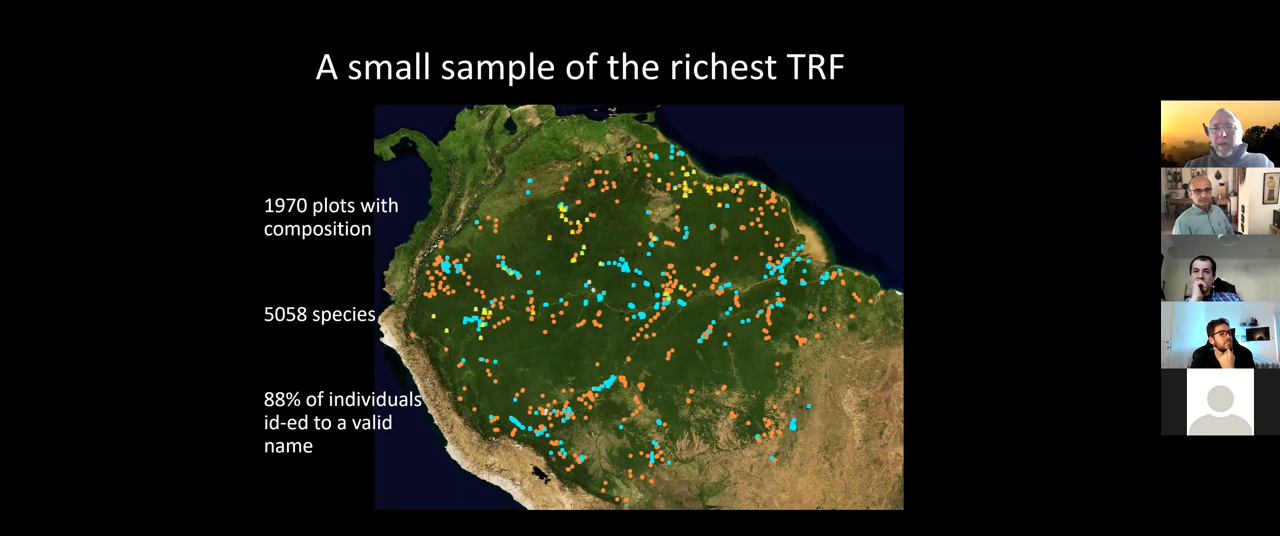 A small sample of the richest TRF
1970 plots with
composition
5058 species
88% of individuals
id-ed to a valid
name